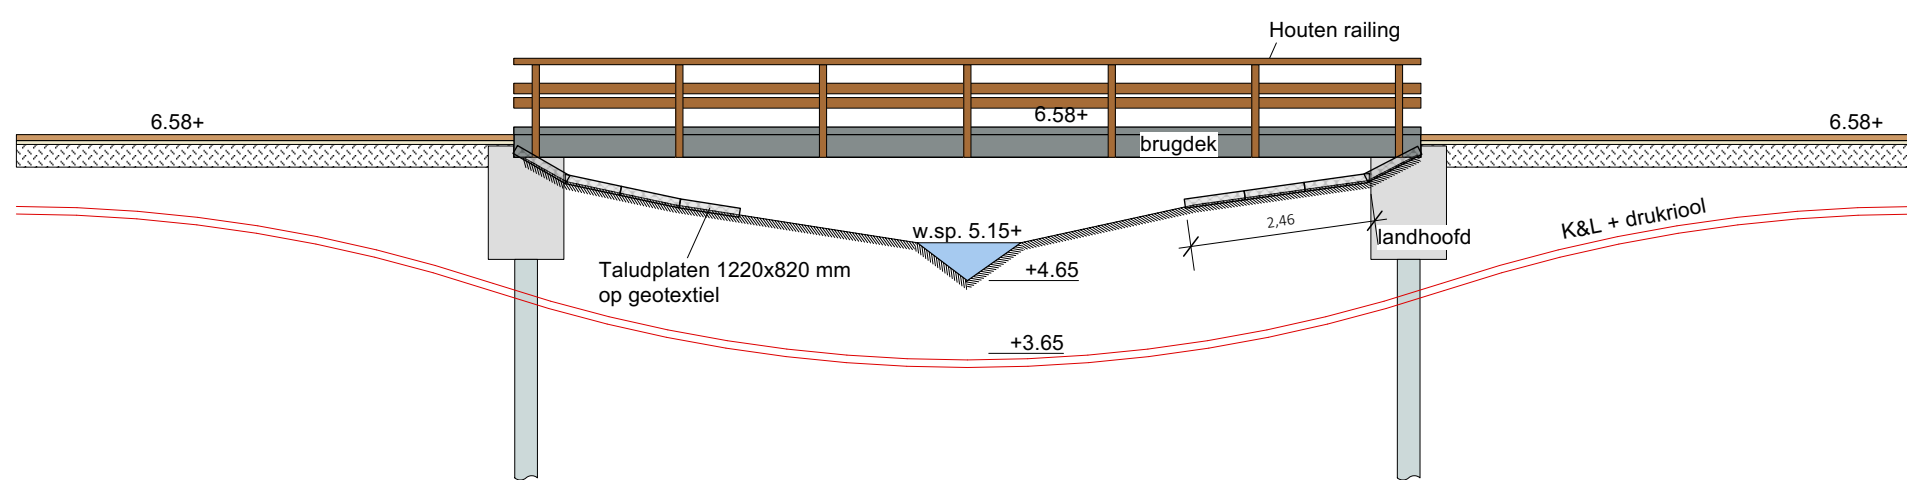 Houten railing
6.58+
6.58+
6.58+
brugdek
K&L + drukriool
2,46
w.sp. 5.15+
landhoofd
Taludplaten 1220x820 mm
op geotextiel
+4.65
+3.65